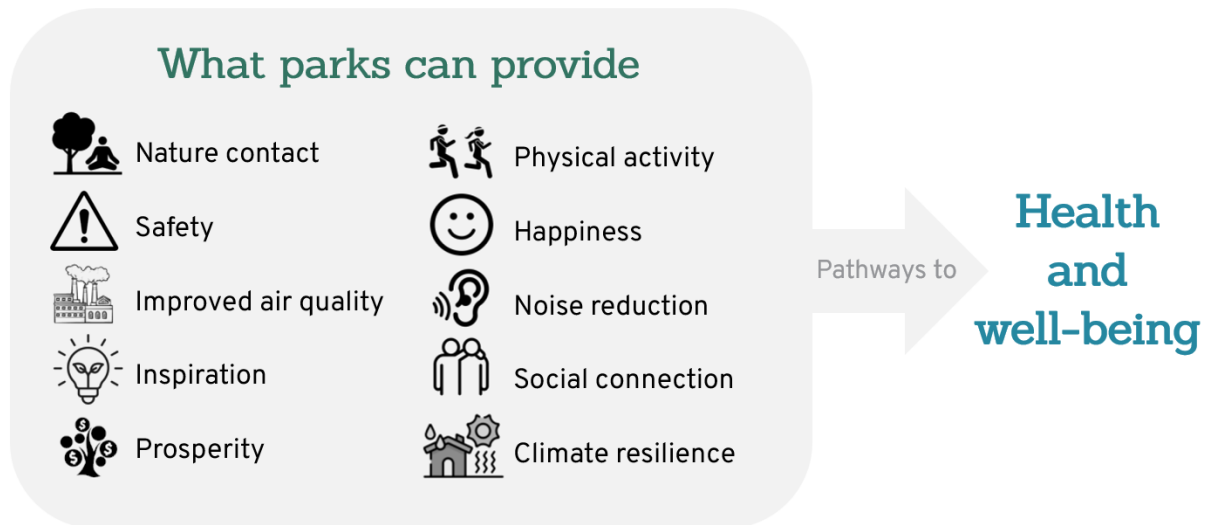 What parks can provide
Nature contact
Safety
Improved air quality
Inspiration
Prosperity
Physical activity
Happiness
Noise reduction
Social connection
Climate resilience
Pathways to
Health
and
well-being